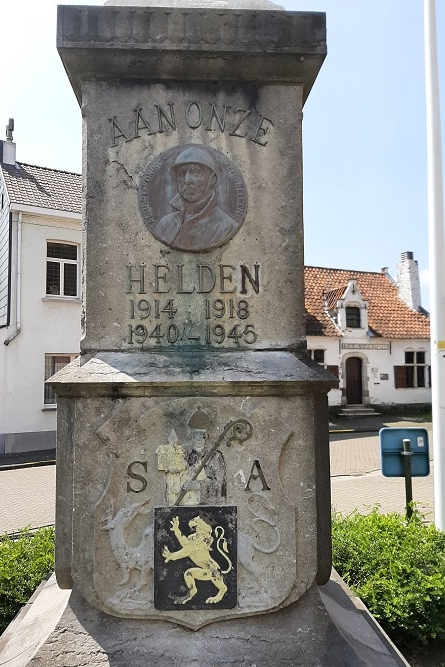 AAN ONZE
HELDEN
1914 - 1918
1940 - 1945
S A